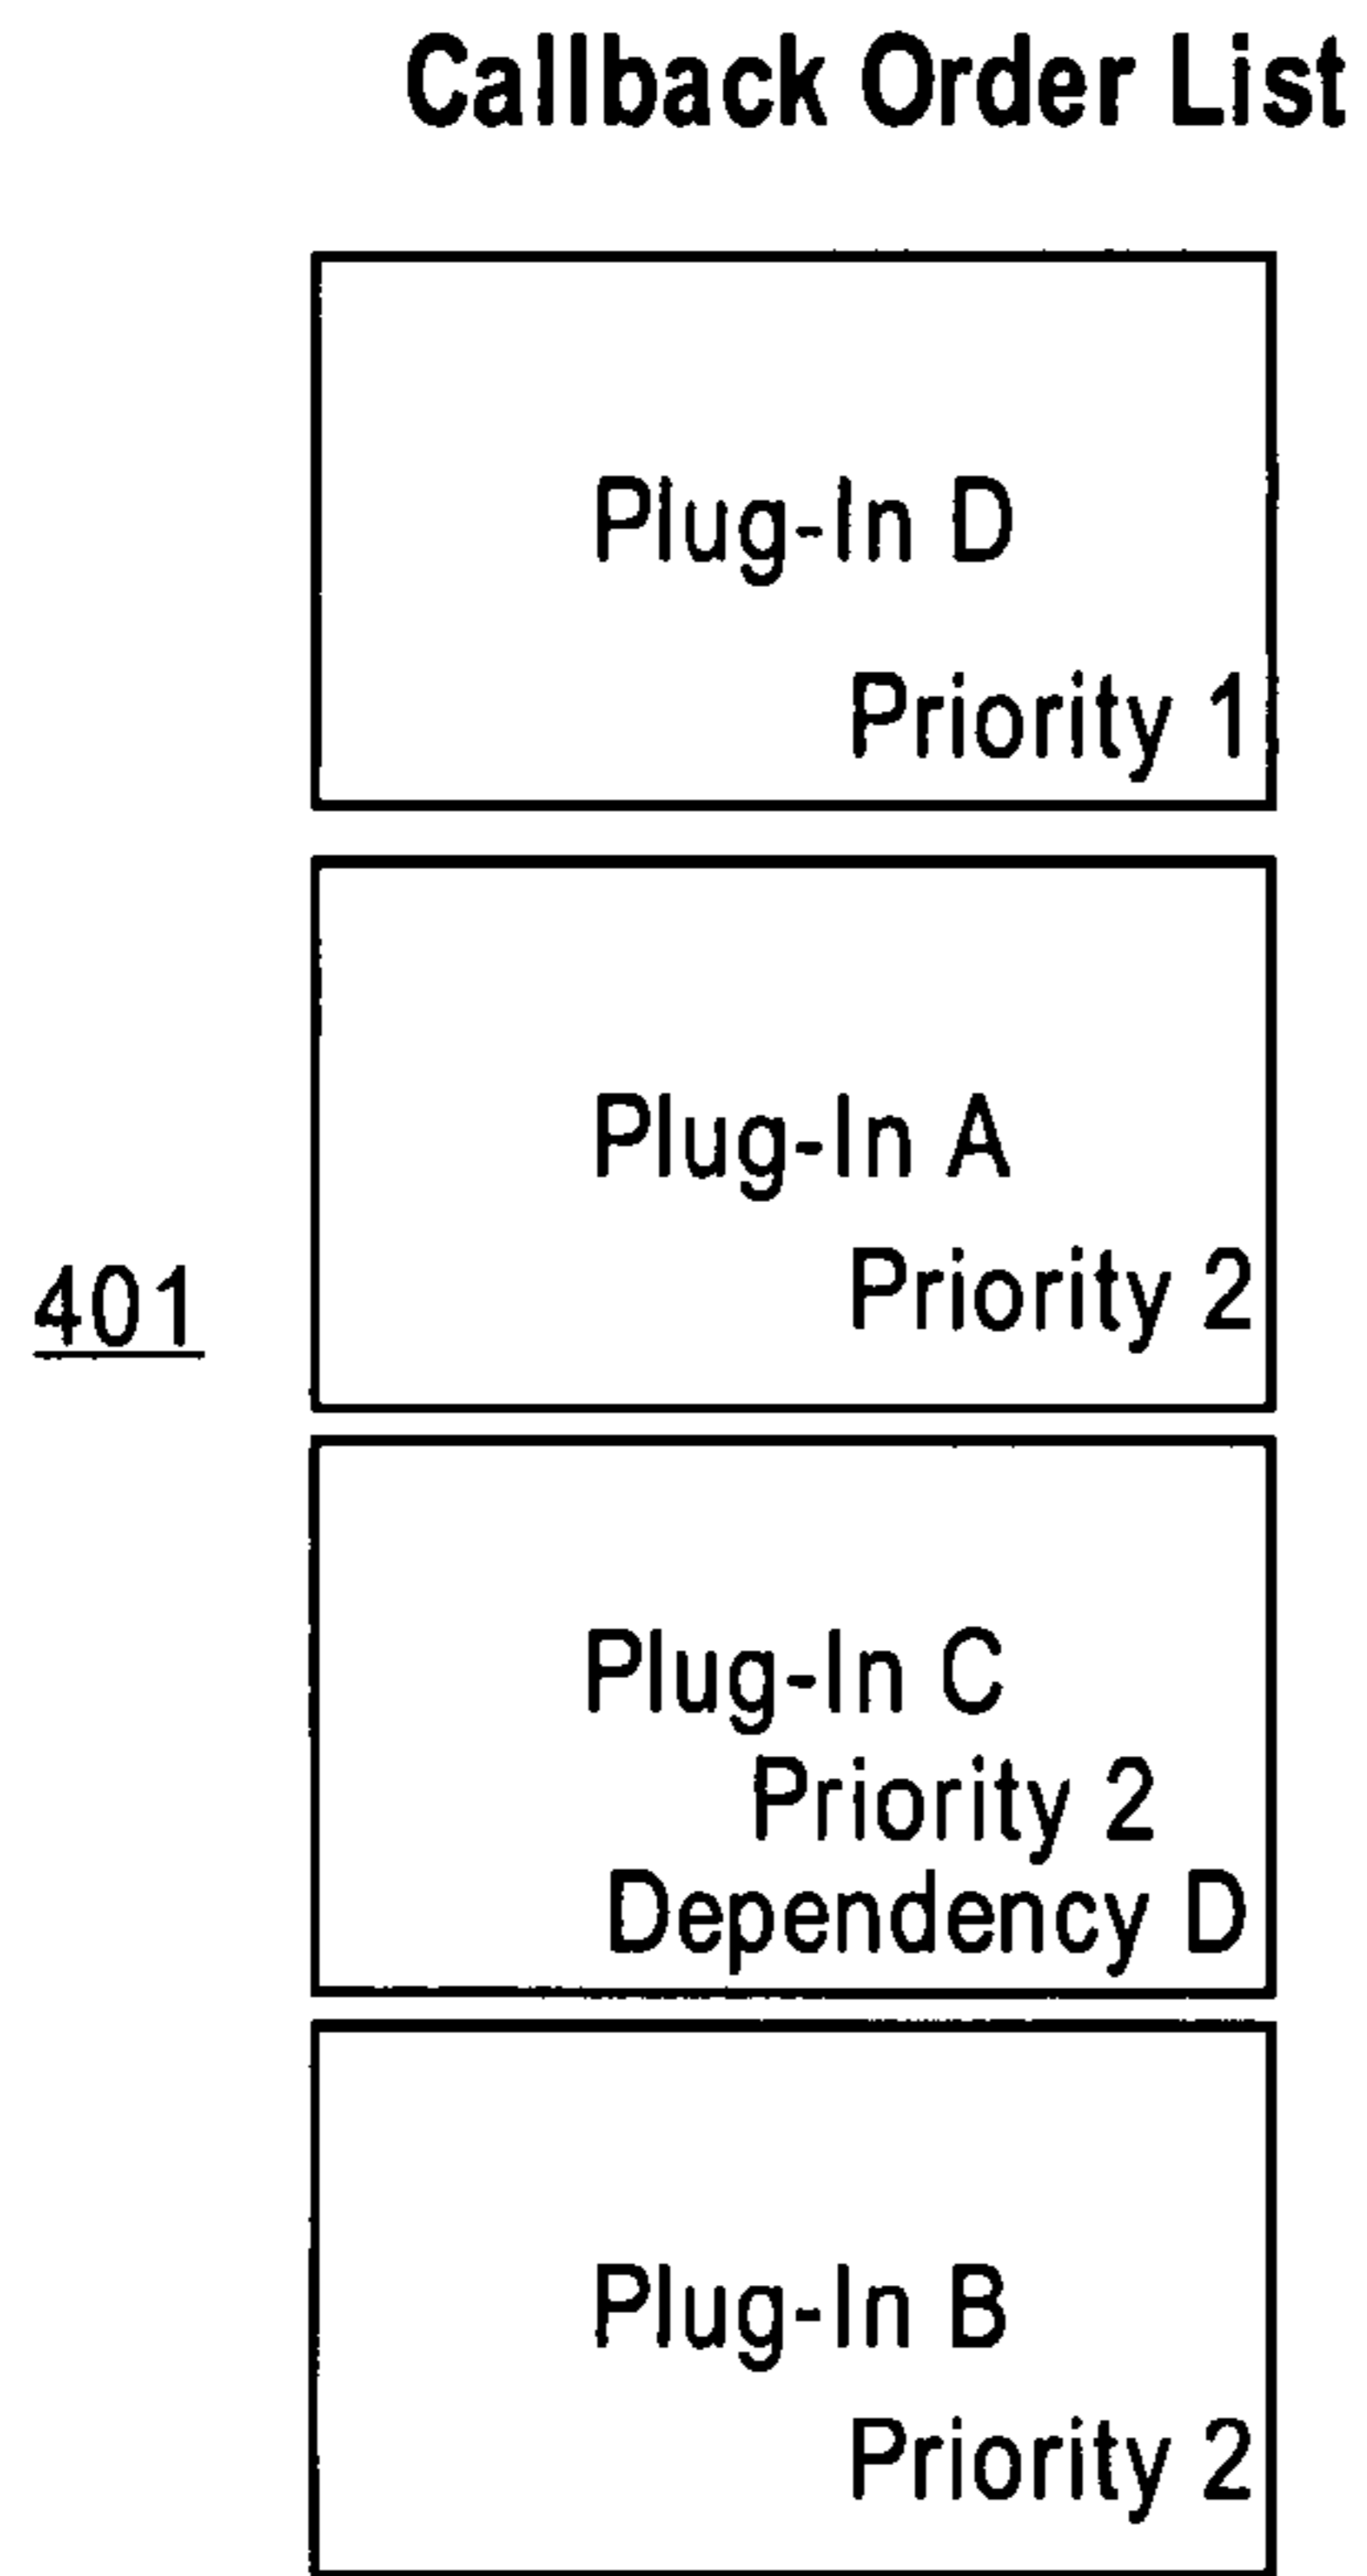 Callback Order List
Plug-In D
Priority 1
Plug-In A
Priority 2
401
Plug-In C
Priority 2
Dependency D
Plug-In B
Priority 2